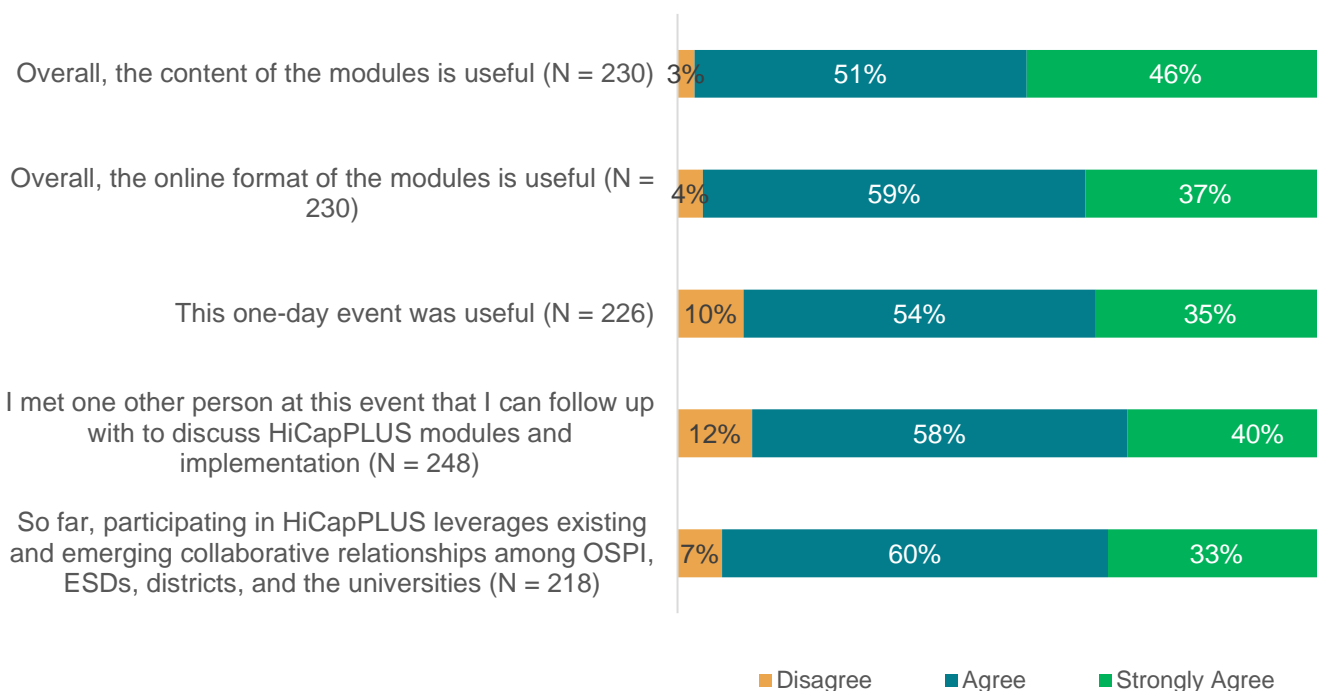 Overall, the content of the modules is useful (N = 230)
3% 51% 46%
Overall, the online format of the modules is useful (N =
230)
4% 59% 37%
This one-day event was useful (N = 226)
10% 54% 35%
I met one other person at this event that I can follow up
with to discuss HiCapPLUS modules and
implementation (N = 248)
12% 58% 40%
So far, participating in HiCapPLUS leverages existing
and emerging collaborative relationships among OSPI,
ESDs, districts, and the universities (N = 218)
7% 60% 33%
Disagree Agree Strongly Agree